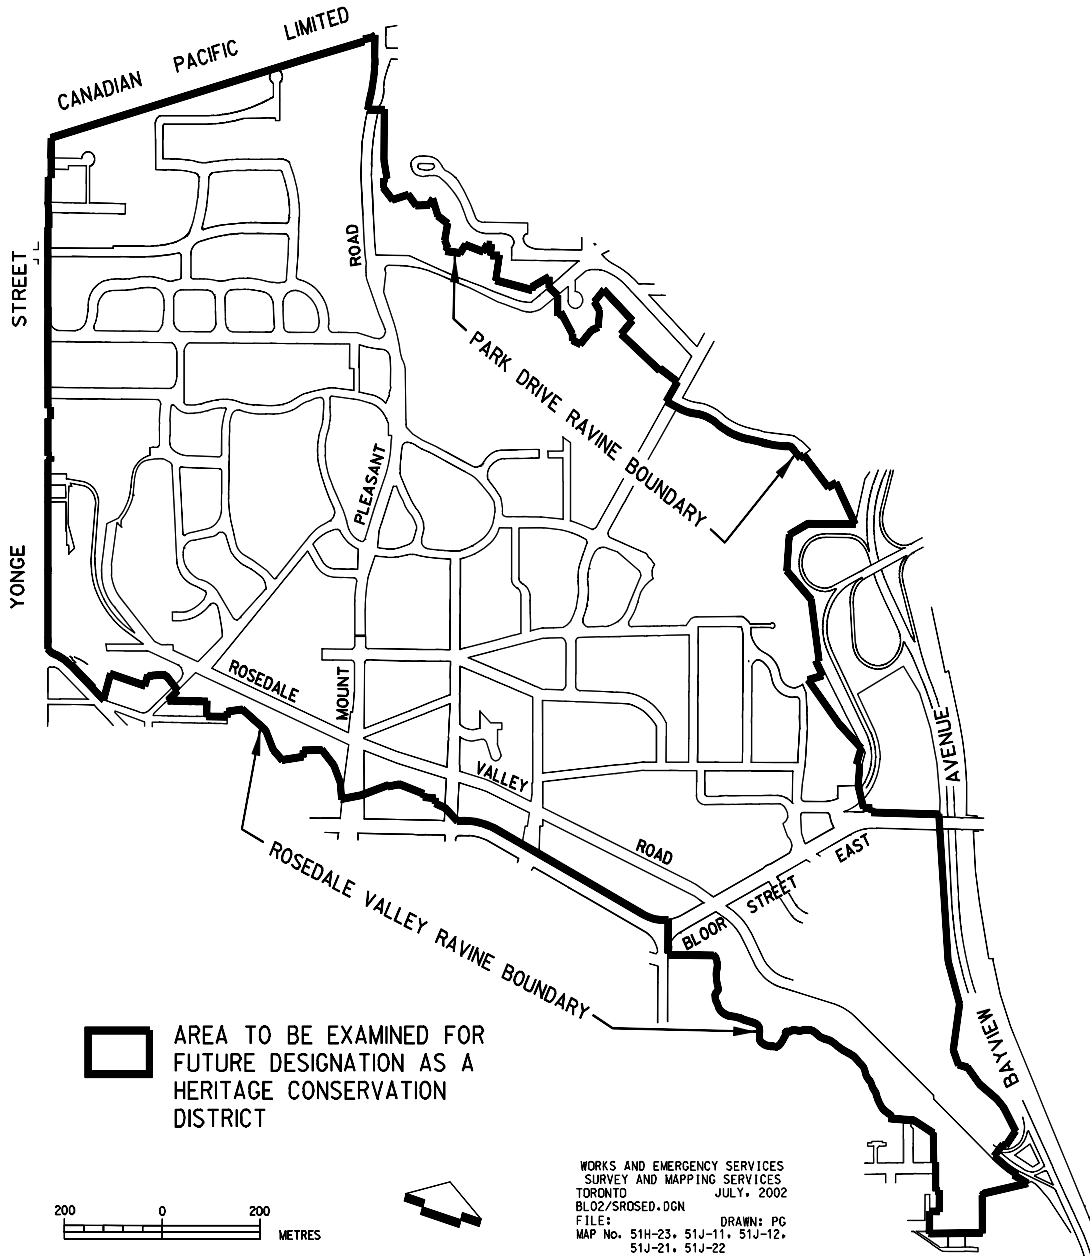 CANADIAN PACIFIC LIMITED
ROAD
STREET
PARK DRIVE RAVINE BOUNDARY
PLEASANT
YONGE
ROSEDALE
MOUNT
AVENUE
VALLEY
ROAD
EAST
STREET
BLOOR
ROSEDALE VALLEY RAVINE BOUNDARY
BAYVIEW
AREA TO BE EXAMINED FOR
FUTURE DESIGNATION AS A
HERITAGE CONSERVATION
DISTRICT
WORKS AND EMERGENCY SERVICES
SURVEY AND MAPPING SERVICES
TORONTO JULY, 2002
BL02/SROSED.DGN
FILE: DRAWN: PG
MAP No. 51H-23, 51J-11, 51J-12,
51J-21, 51J-22
200 0 200
METRES